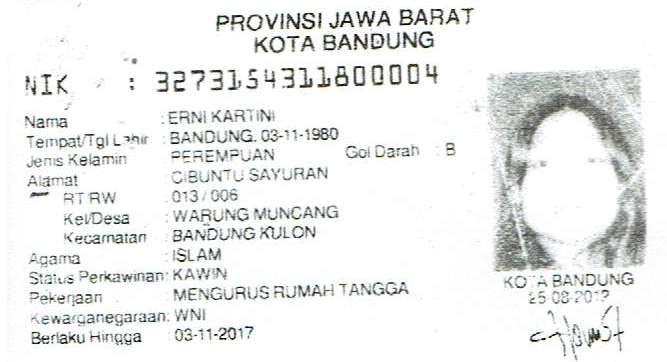 PROVINSI JAWA BARAT
KOTA BANDUNG
NIK : 3273154311800004
Nama : ERNI KARTINI
Tempat/Tgl Lahir : BANDUNG. 03-11-1980
Jenis Kelamin : PEREMPUAN Gol Darah : B
Alamat : CIBUNTU SAYURAN
RT/RW : 013 / 006
Kel/Desa : WARUNG MUNCANG
Kecamatan : BANDUNG KULON
Agama : ISLAM
Status Perkawinan: KAWIN
Pekerjaan : MENGURUS RUMAH TANGGA
Kewarganegaraan: WNI
Berlaku Hingga : 03-11-2017
KOTA BANDUNG
25-08-2012